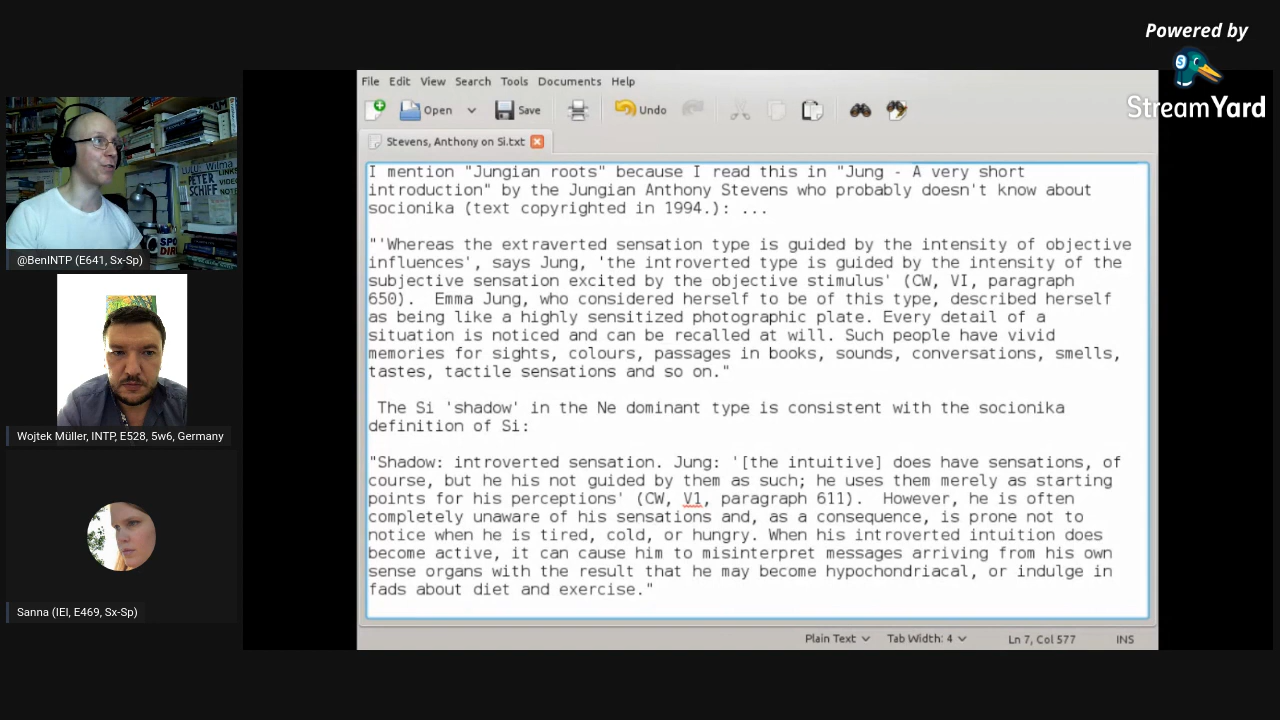 Powered by
StreamYard
File Edit View Search Tools Documents Help
Open Save Undo
Stevens, Anthony on Si.txt
I mention "Jungian roots" because I read this in "Jung - A very short
introduction" by the Jungian Anthony Stevens who probably doesn't know about
socionika (text copyrighted in 1994.): ...
"'Whereas the extraverted sensation type is guided by the intensity of objective
influences', says Jung, 'the introverted type is guided by the intensity of the
subjective sensation excited by the objective stimulus' (CW, VI, paragraph
650).  Emma Jung, who considered herself to be of this type, described herself
as being like a highly sensitized photographic plate. Every detail of a
situation is noticed and can be recalled at will. Such people have vivid
memories for sights, colours, passages in books, sounds, conversations, smells,
tastes, tactile sensations and so on."
The Si 'shadow' in the Ne dominant type is consistent with the socionika
definition of Si:
"Shadow: introverted sensation. Jung: '[the intuitive] does have sensations, of
course, but he his not guided by them as such; he uses them merely as starting
points for his perceptions' (CW, V1, paragraph 611).  However, he is often
completely unaware of his sensations and, as a consequence, is prone not to
notice when he is tired, cold, or hungry. When his introverted intuition does
become active, it can cause him to misinterpret messages arriving from his own
sense organs with the result that he may become hypochondriacal, or indulge in
fads about diet and exercise."
Plain Text Tab Width: 4 Ln 7, Col 577 INS
PETER
SCHIFF
VIDEO
@BenINTP (E641, Sx-Sp)
Wojtek Müller, INTP, E528, 5w6, Germany
Sanna (IEI, E469, Sx-Sp)